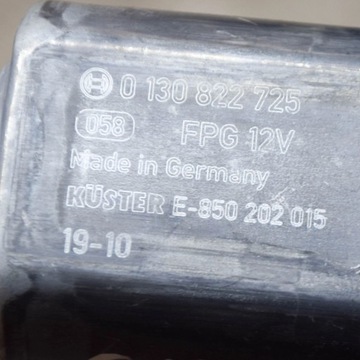 0 130 822 725
058 FPG 12V
Made in Germany
KÜSTER E-850 202 015
19-10